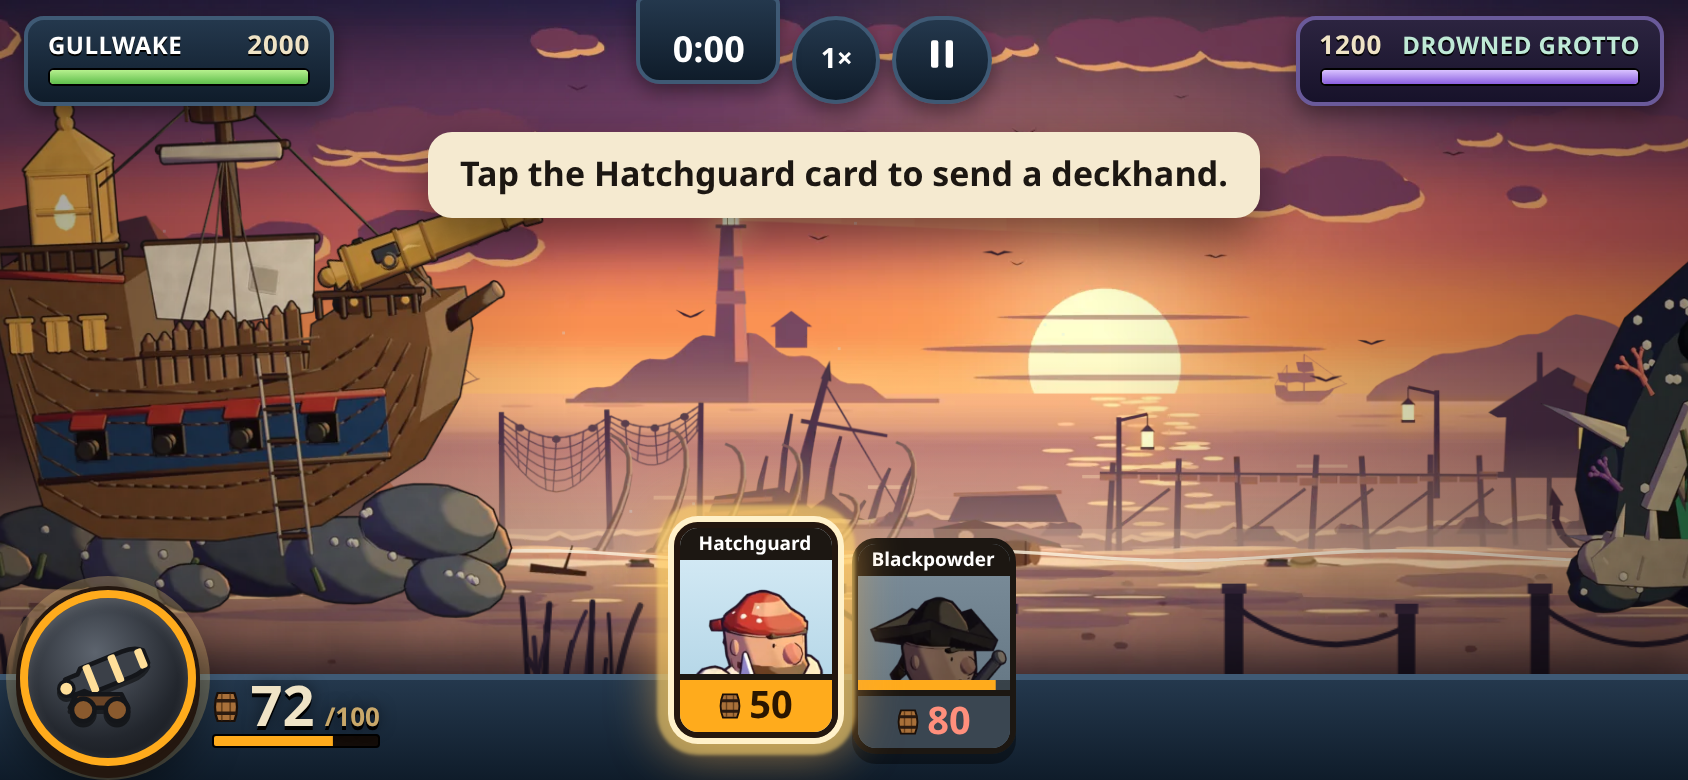 GULLWAKE 2000
0:00
1×
1200 DROWNED GROTTO
Tap the Hatchguard card to send a deckhand.
Hatchguard
Blackpowder
72 /100
50
80